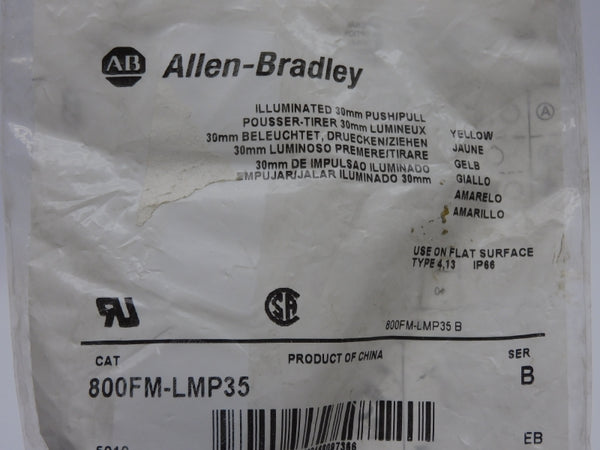 AB Allen-Bradley
ILLUMINATED 30mm PUSH/PULL
POUSSER-TIRER 30mm LUMINEUX YELLOW
30mm BELEUCHTET, DRUECKEN/ZIEHEN JAUNE
30mm LUMINOSO PREMERE/TIRARE GELB
30mm DE IMPULSAO ILUMINADO GIALLO
EMPUJAR/JALAR ILUMINADO 30mm AMARELO
AMARILLO
USE ON FLAT SURFACE
TYPE 4,13 IP66
800FM-LMP35 B
CAT PRODUCT OF CHINA SER
800FM-LMP35 B
EB